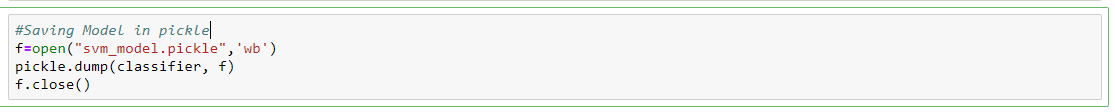 #Saving Model in pickle
f=open("svm_model.pickle",'wb')
pickle.dump(classifier, f)
f.close()